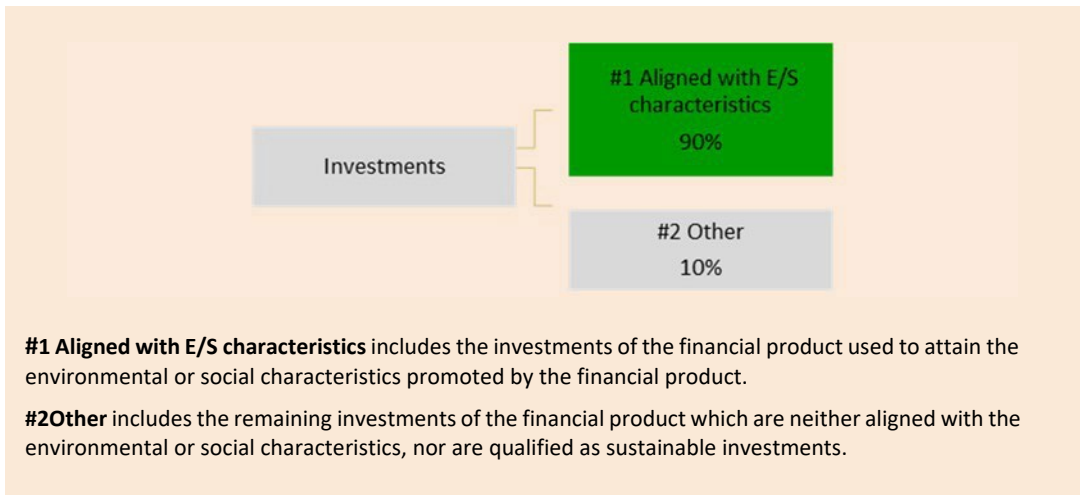 #1 Aligned with E/S
characteristics
90%
Investments
#2 Other
10%
#1 Aligned with E/S characteristics includes the investments of the financial product used to attain the
environmental or social characteristics promoted by the financial product.
#2Other includes the remaining investments of the financial product which are neither aligned with the
environmental or social characteristics, nor are qualified as sustainable investments.